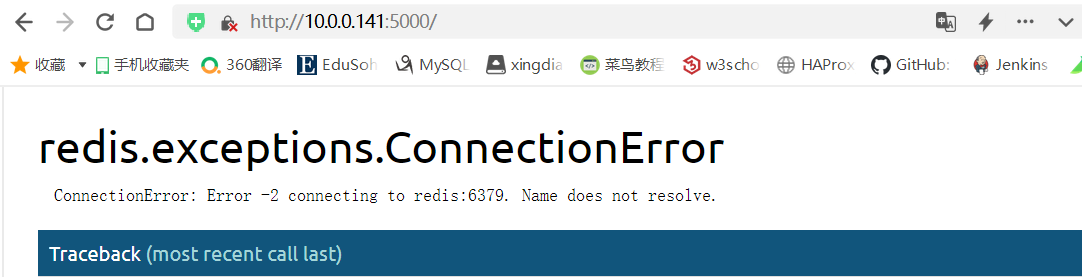 http://10.0.0.141:5000/
收藏 手机收藏夹 360翻译 EduSoh MySQL xingdia 菜鸟教程 w3scho HAProx GitHub: Jenkins
redis.exceptions.ConnectionError
ConnectionError: Error -2 connecting to redis:6379. Name does not resolve.
Traceback (most recent call last)